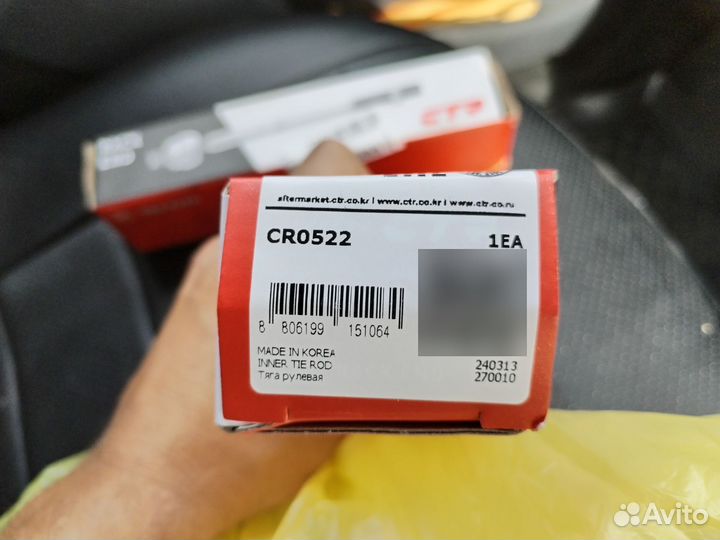 CTR
aftermarket.ctr.co.kr | www.ctr.co.kr | www.ctr.co.ru
CR0522 1EA
8 806199 151064
MADE IN KOREA
INNER TIE ROD 240313
Тяга рулевая 270010
Avito